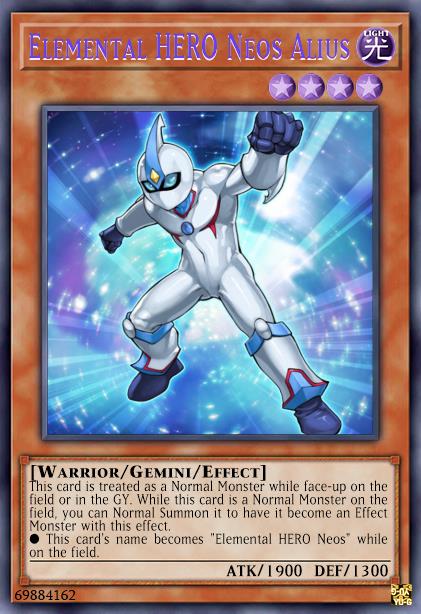 Elemental HERO Neos Alius
LIGHT
光
[Warrior/Gemini/Effect]
This card is treated as a Normal Monster while face-up on the
field or in the GY. While this card is a Normal Monster on the
field, you can Normal Summon it to have it become an Effect
Monster with this effect.
● This card's name becomes "Elemental HERO Neos" while
on the field.
ATK/1900 DEF/1300
69884162